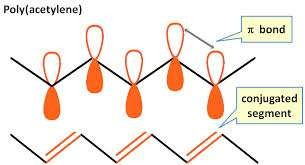 Poly(acetylene)
π bond
conjugated
segment